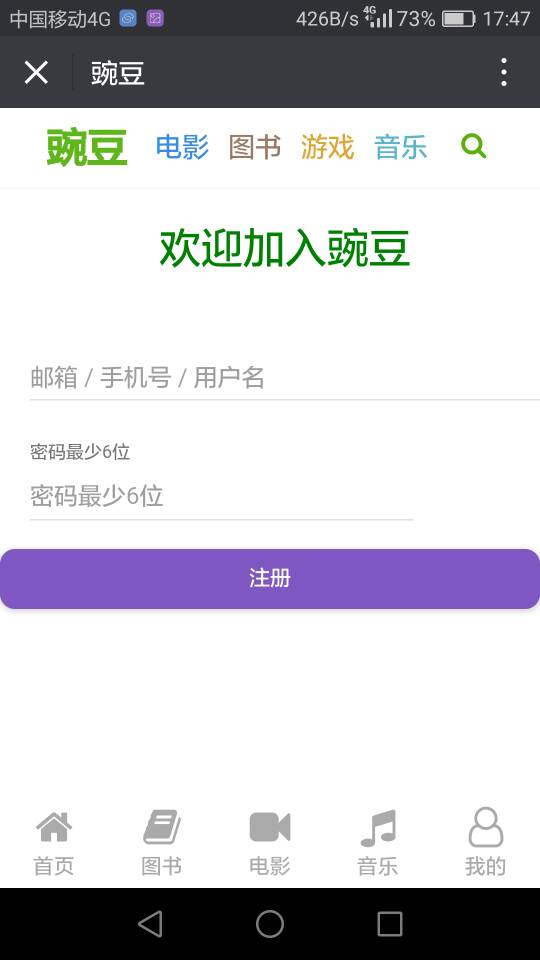 中国移动4G 426B/s 4G 73% 17:47
豌豆
豌豆 电影 图书 游戏 音乐
欢迎加入豌豆
邮箱 / 手机号 / 用户名
密码最少6位
密码最少6位
注册
首页 图书 电影 音乐 我的